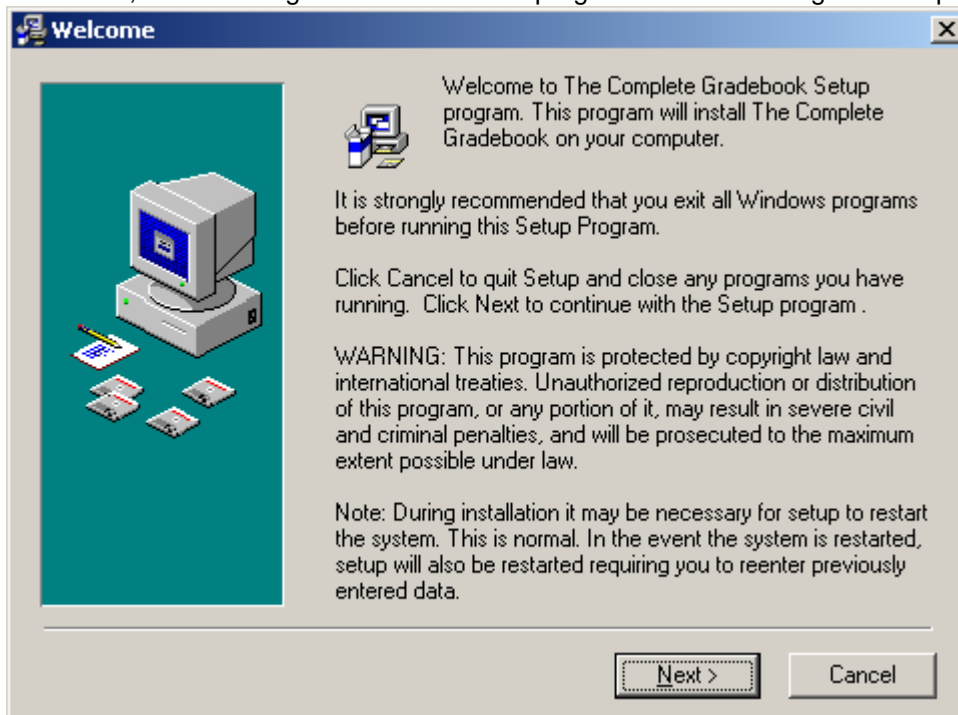 Welcome
Welcome to The Complete Gradebook Setup
program. This program will install The Complete
Gradebook on your computer.
It is strongly recommended that you exit all Windows programs
before running this Setup Program.
Click Cancel to quit Setup and close any programs you have
running.  Click Next to continue with the Setup program .
WARNING: This program is protected by copyright law and
international treaties. Unauthorized reproduction or distribution
of this program, or any portion of it, may result in severe civil
and criminal penalties, and will be prosecuted to the maximum
extent possible under law.
Note: During installation it may be necessary for setup to restart
the system. This is normal. In the event the system is restarted,
setup will also be restarted requiring you to reenter previously
entered data.
Next >
Cancel